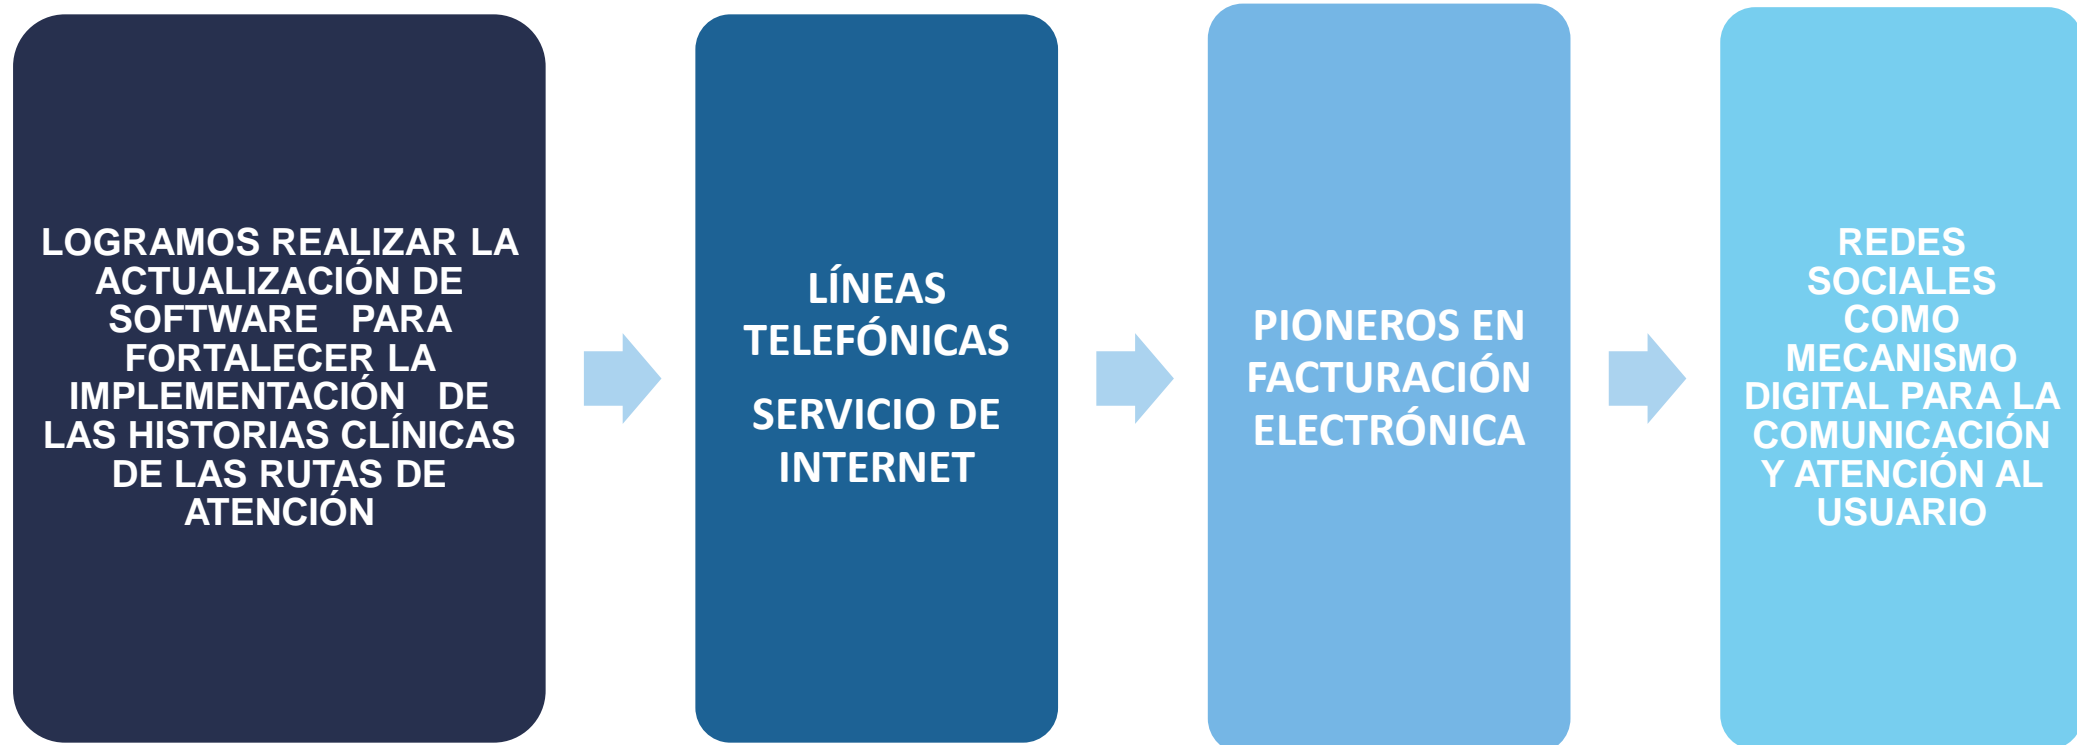 LOGRAMOS REALIZAR LA
ACTUALIZACIÓN DE
SOFTWARE PARA
FORTALECER LA
IMPLEMENTACIÓN DE
LAS HISTORIAS CLÍNICAS
DE LAS RUTAS DE
ATENCIÓN
LÍNEAS
TELEFÓNICAS
SERVICIO DE
INTERNET
PIONEROS EN
FACTURACIÓN
ELECTRÓNICA
REDES
SOCIALES
COMO
MECANISMO
DIGITAL PARA LA
COMUNICACIÓN
Y ATENCIÓN AL
USUARIO